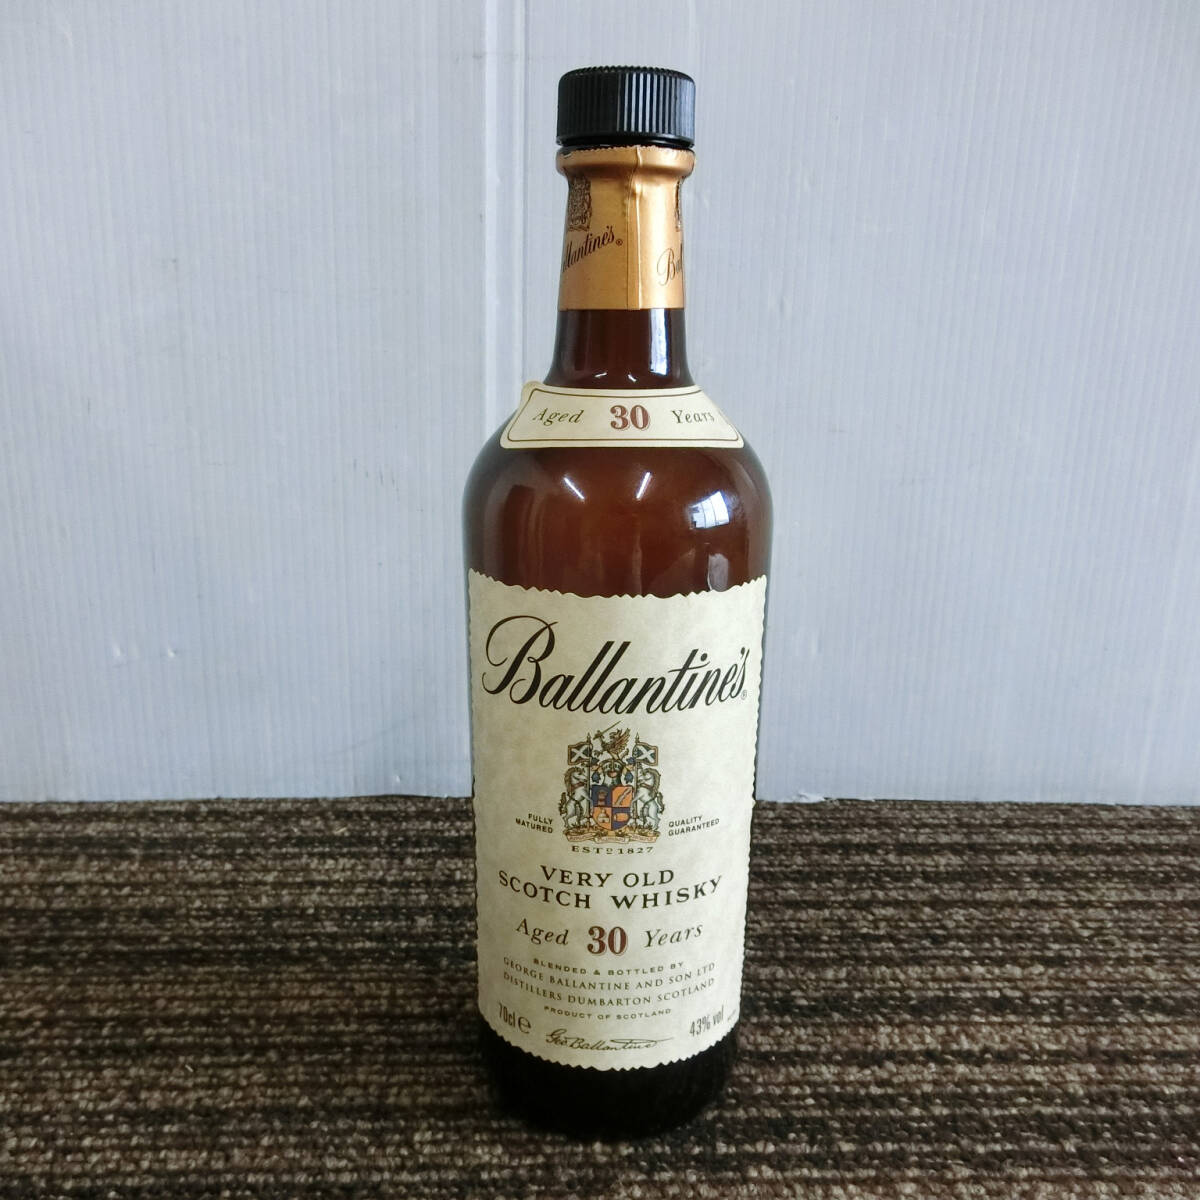 Ballantine's®
Aged 30 Years
Ballantine's®
FULLY MATURED
QUALITY GUARANTEED
ESTD 1827
VERY OLD
SCOTCH WHISKY
Aged 30 Years
BLENDED & BOTTLED BY
GEORGE BALLANTINE AND SON LTD
DISTILLERS DUMBARTON SCOTLAND
PRODUCT OF SCOTLAND
70cl e
43% vol
Geo Ballantine